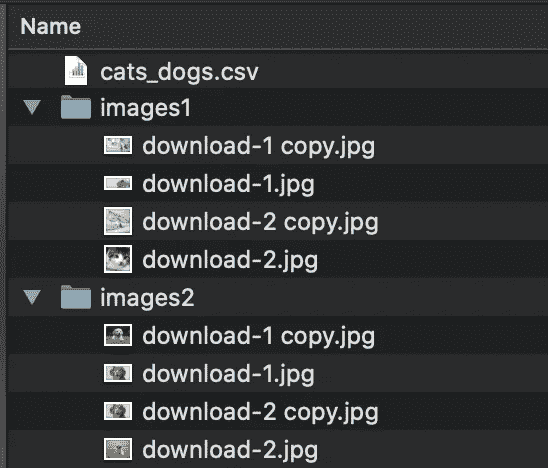 Name
cats_dogs.csv
images1
download-1 copy.jpg
download-1.jpg
download-2 copy.jpg
download-2.jpg
images2
download-1 copy.jpg
download-1.jpg
download-2 copy.jpg
download-2.jpg